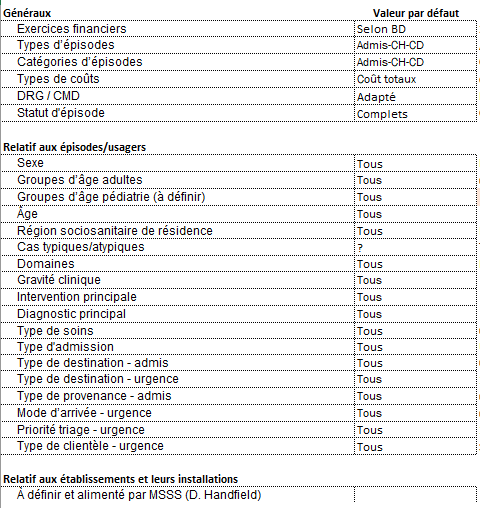 Généraux Valeur par défaut
Exercices financiers Selon BD
Types d'épisodes Admis-CH-CD
Catégories d'épisodes Admis-CH-CD
Types de coûts Coût totaux
DRG / CMD Adapté
Statut d'épisode Complets
Relatif aux épisodes/usagers
Sexe Tous
Groupes d'âge adultes Tous
Groupes d'âge pédiatrie (à définir) Tous
Âge Tous
Région sociosanitaire de résidence Tous
Cas typiques/atypiques ?
Domaines Tous
Gravité clinique Tous
Intervention principale Tous
Diagnostic principal Tous
Type de soins Tous
Type d'admission Tous
Type de destination - admis Tous
Type de destination - urgence Tous
Type de provenance - admis Tous
Mode d'arrivée - urgence Tous
Priorité triage - urgence Tous
Type de clientèle - urgence Tous
Relatif aux établissements et leurs installations
À définir et alimenté par MSSS (D. Handfield)